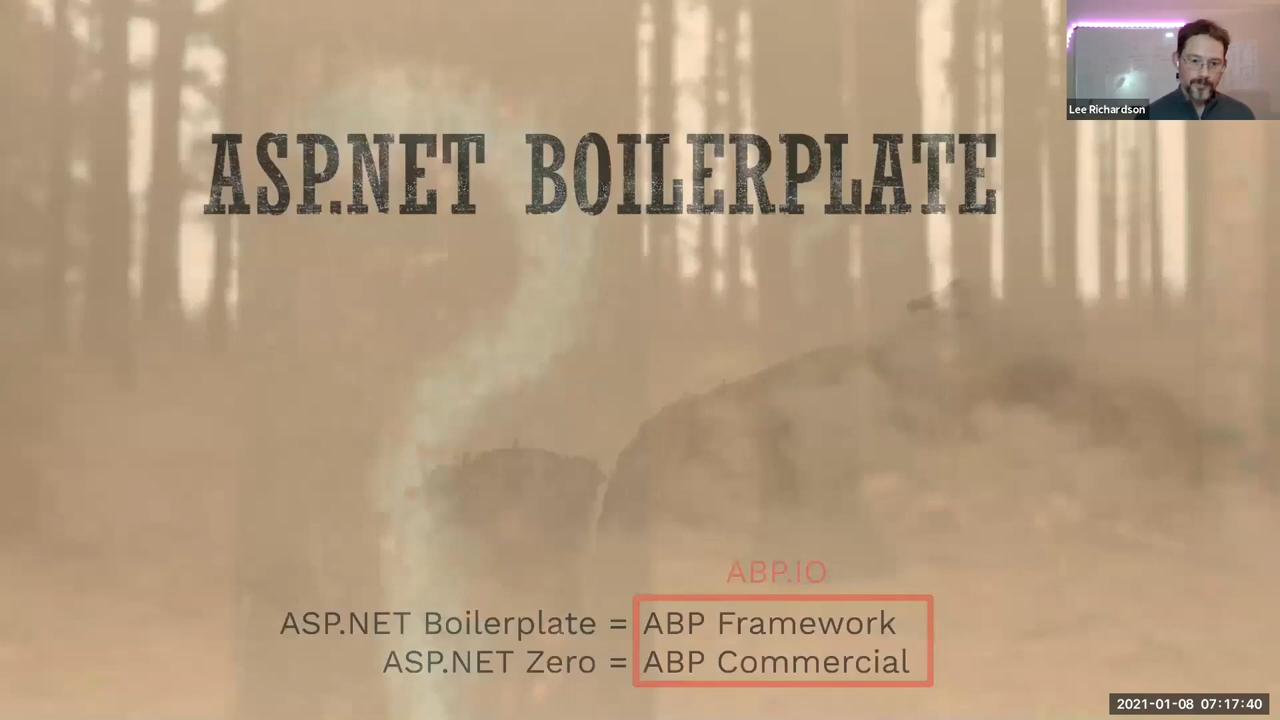 Lee Richardson
ASP.NET BOILERPLATE
ABP.IO
ASP.NET Boilerplate = ABP Framework
ASP.NET Zero = ABP Commercial
2021-01-08 07:17:40